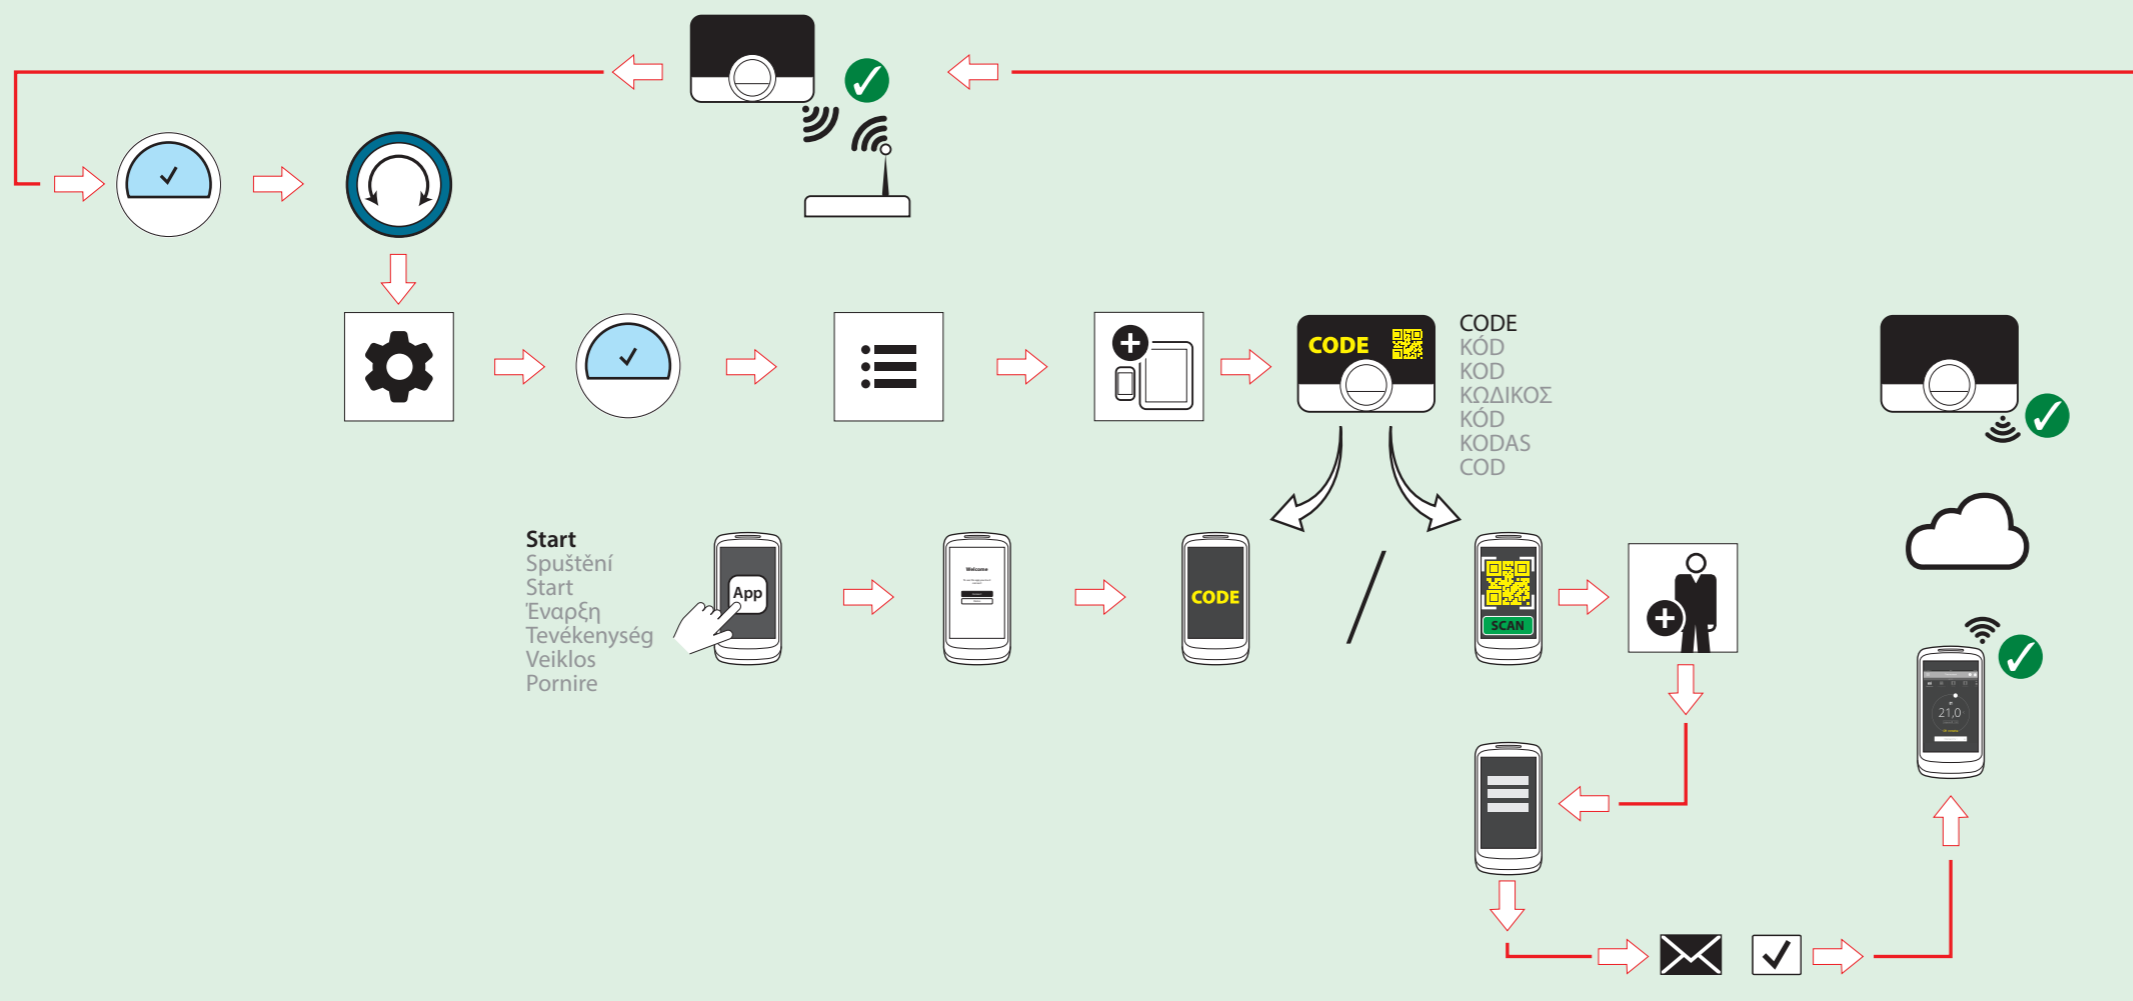 CODE
CODE
KÓD
KOD
ΚΩΔΙΚΟΣ
KÓD
KODAS
COD
Start
Spuštění
Start
Έναρξη
Tevékenység
Veiklos
Pornire
App
Welcome
CODE
SCAN
21,0